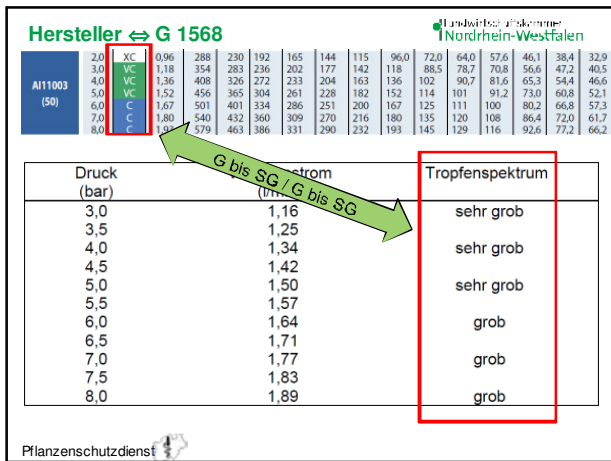 Hersteller ⇔ G 1568
Landwirtschaftskammer
Nordrhein-Westfalen
AI11003
(50)
2,0 XC 0,96 288 230 192 165 144 115 96,0 72,0 64,0 57,6 46,1 38,4 32,9
3,0 VC 1,18 354 283 236 202 177 142 118 88,5 78,7 70,8 56,6 47,2 40,5
4,0 VC 1,36 408 326 272 233 204 163 136 102 90,7 81,6 65,3 54,4 46,6
5,0 VC 1,52 456 365 304 261 228 182 152 114 101 91,2 73,0 60,8 52,1
6,0 C 1,67 501 401 334 286 251 200 167 125 111 100 80,2 66,8 57,3
7,0 C 1,80 540 432 360 309 270 216 180 135 120 108 86,4 72,0 61,7
8,0 C 1,93 579 463 386 331 290 232 193 145 129 116 92,6 77,2 66,2
G bis SG / G bis SG
Druck strom Tropfenspektrum
(bar)
3,0 1,16 sehr grob
3,5 1,25
4,0 1,34 sehr grob
4,5 1,42
5,0 1,50 sehr grob
5,5 1,57
6,0 1,64 grob
6,5 1,71
7,0 1,77 grob
7,5 1,83
8,0 1,89 grob
Pflanzenschutzdienst